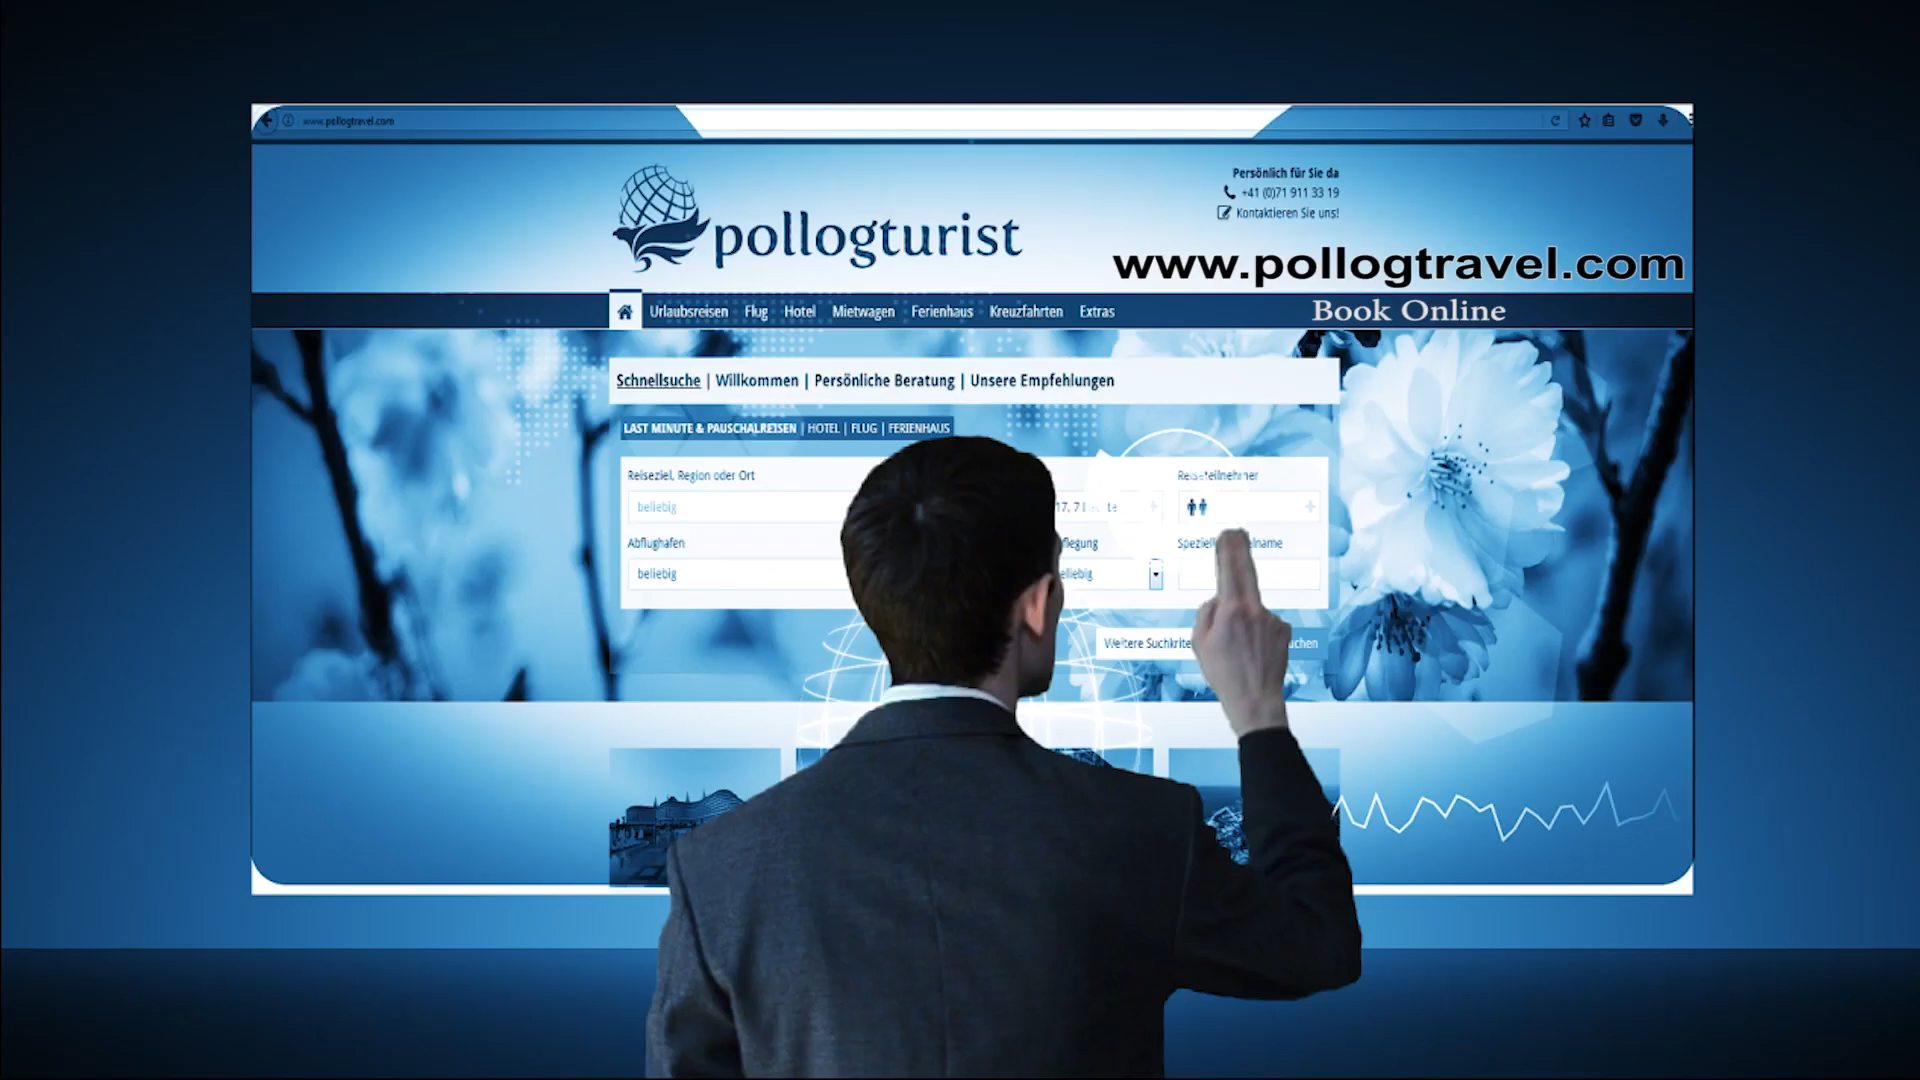 www.pollogtravel.com
Persönlich für Sie da
+41 (0)71 911 33 19
Kontaktieren Sie uns!
pollogturist
www.pollogtravel.com
Urlaubsreisen Flug Hotel Mietwagen Ferienhaus Kreuzfahrten Extras
Book Online
Schnellsuche | Willkommen | Persönliche Beratung | Unsere Empfehlungen
LAST MINUTE & PAUSCHALREISEN | HOTEL | FLUG | FERIENHAUS
Reiseziel, Region oder Ort
beliebig
Abflughafen
beliebig
Weitere